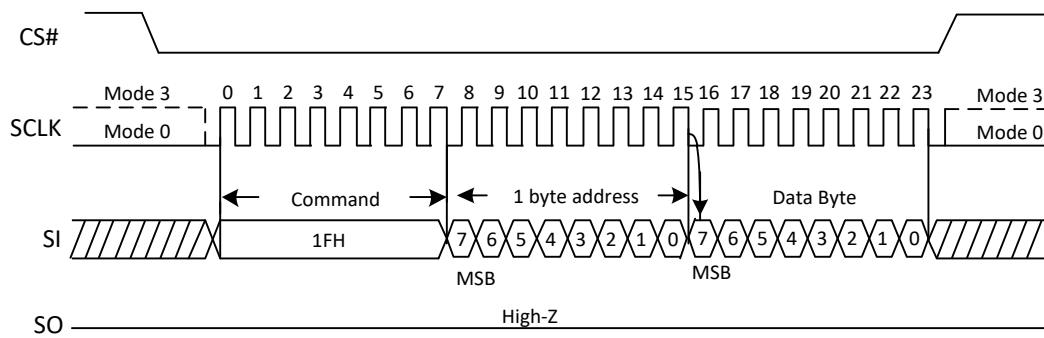 CS#
0 1 2 3 4 5 6 7 8 9 10 11 12 13 14 15 16 17 18 19 20 21 22 23
Mode 3 Mode 3
SCLK Mode 0 Mode 0
Command 1 byte address Data Byte
SI 1FH 7 6 5 4 3 2 1 0 7 6 5 4 3 2 1 0
MSB MSB
High-Z
SO